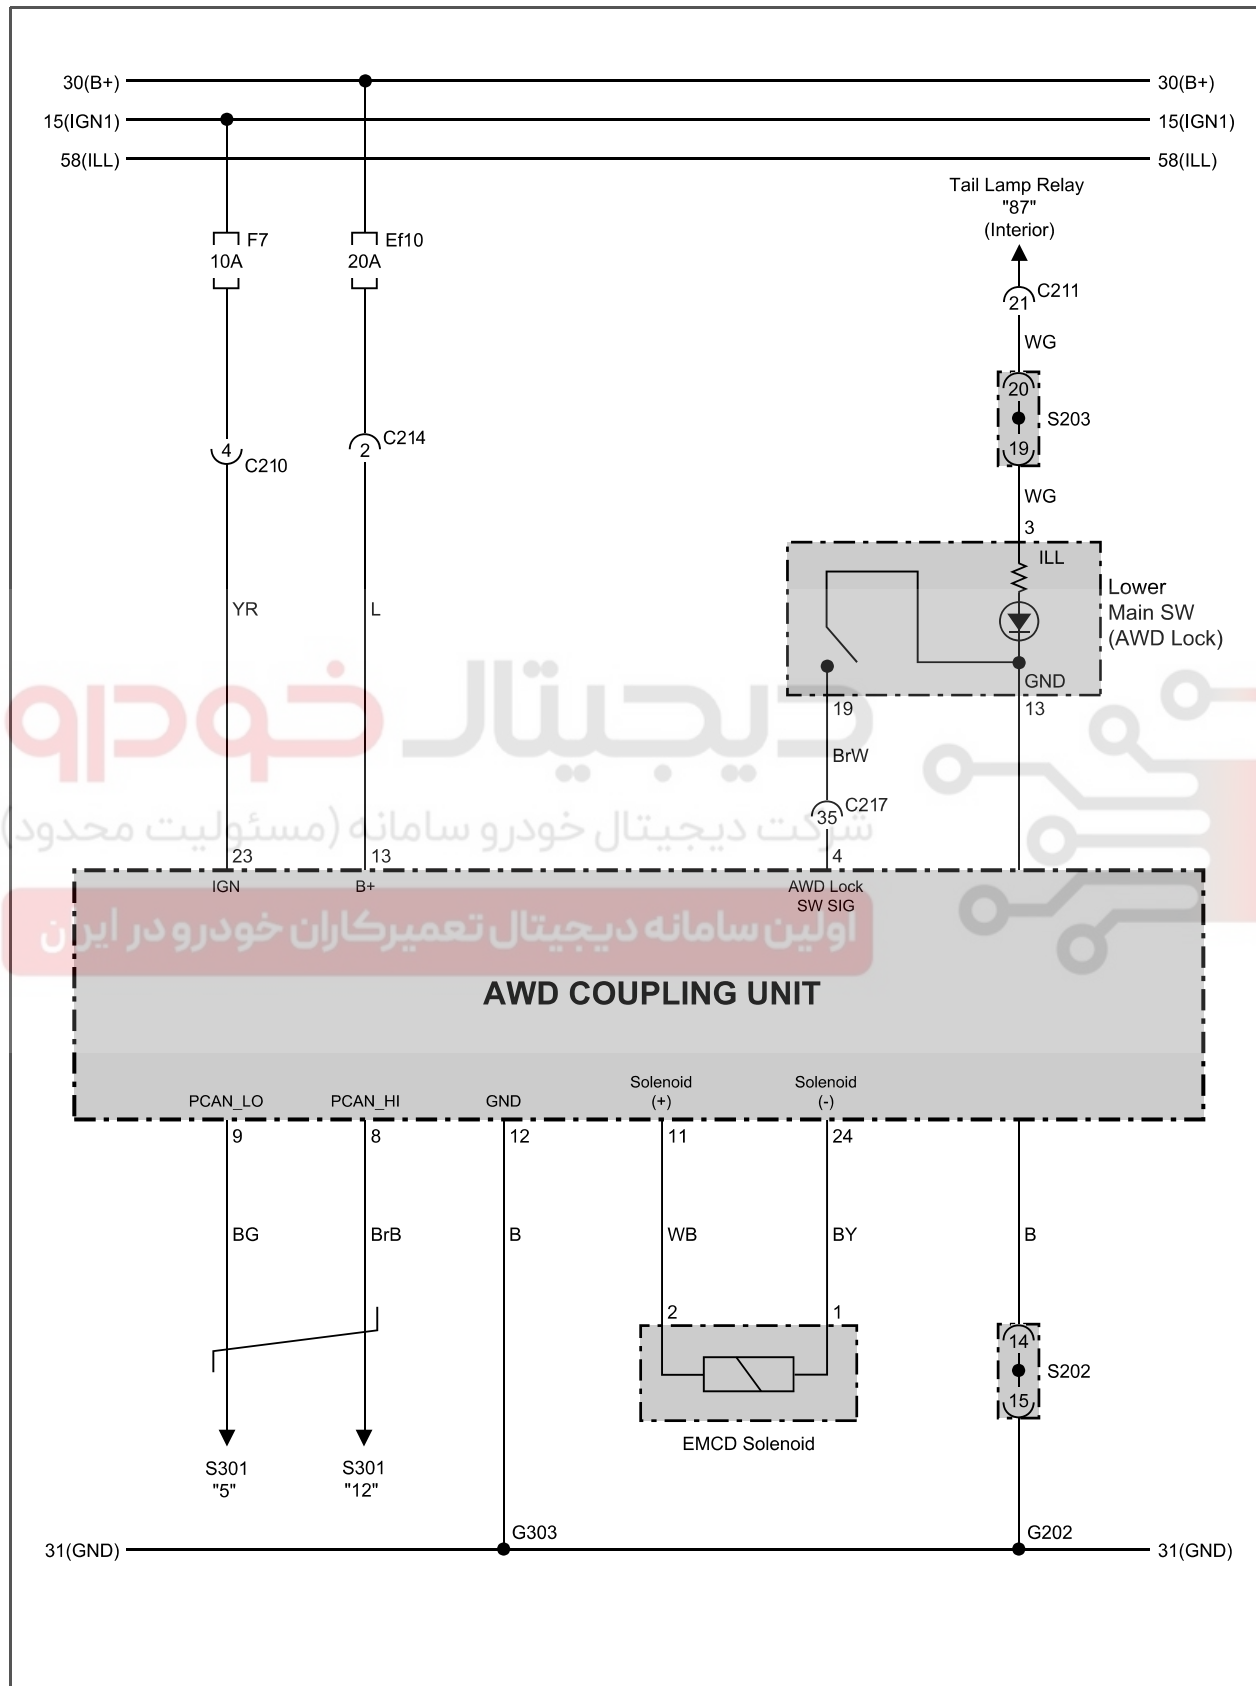 30(B+)
30(B+)
15(IGN1)
15(IGN1)
58(ILL)
58(ILL)
Tail Lamp Relay
"87"
(Interior)
F7
10A
Ef10
20A
C211
21
WG
20
S203
19
4
C210
2
C214
WG
3
ILL
Lower
Main SW
(AWD Lock)
YR
L
GND
19
13
دیجیتال خودرو
BrW
C217
35
شرکت دیجیتال خودرو سامانه (مسئولیت محدود)
23
13
4
IGN
B+
AWD Lock
SW SIG
اولین سامانه دیجیتال تعمیرکاران خودرو در ایران
AWD COUPLING UNIT
PCAN_LO
PCAN_HI
GND
Solenoid
(+)
Solenoid
(-)
9
8
12
11
24
BG
BrB
B
WB
BY
B
2
1
14
S202
15
EMCD Solenoid
S301
"5"
S301
"12"
G303
G202
31(GND)
31(GND)